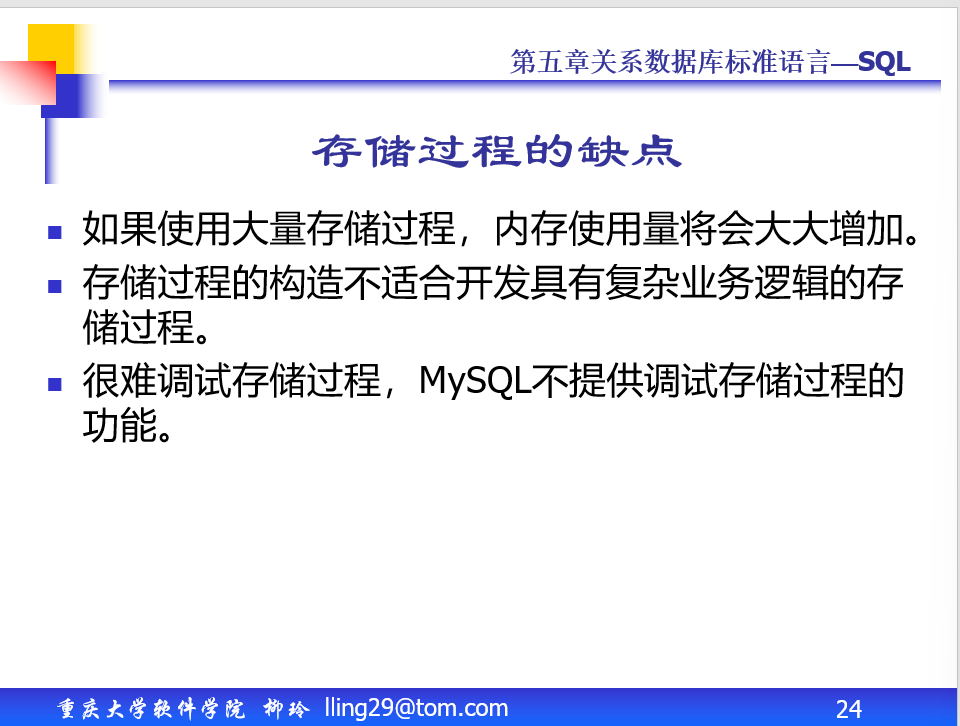 第五章关系数据库标准语言—SQL
存储过程的缺点
如果使用大量存储过程，内存使用量将会大大增加。
存储过程的构造不适合开发具有复杂业务逻辑的存
储过程。
很难调试存储过程，MySQL不提供调试存储过程的
功能。
重庆大学软件学院 柳玲 lling29@tom.com 24